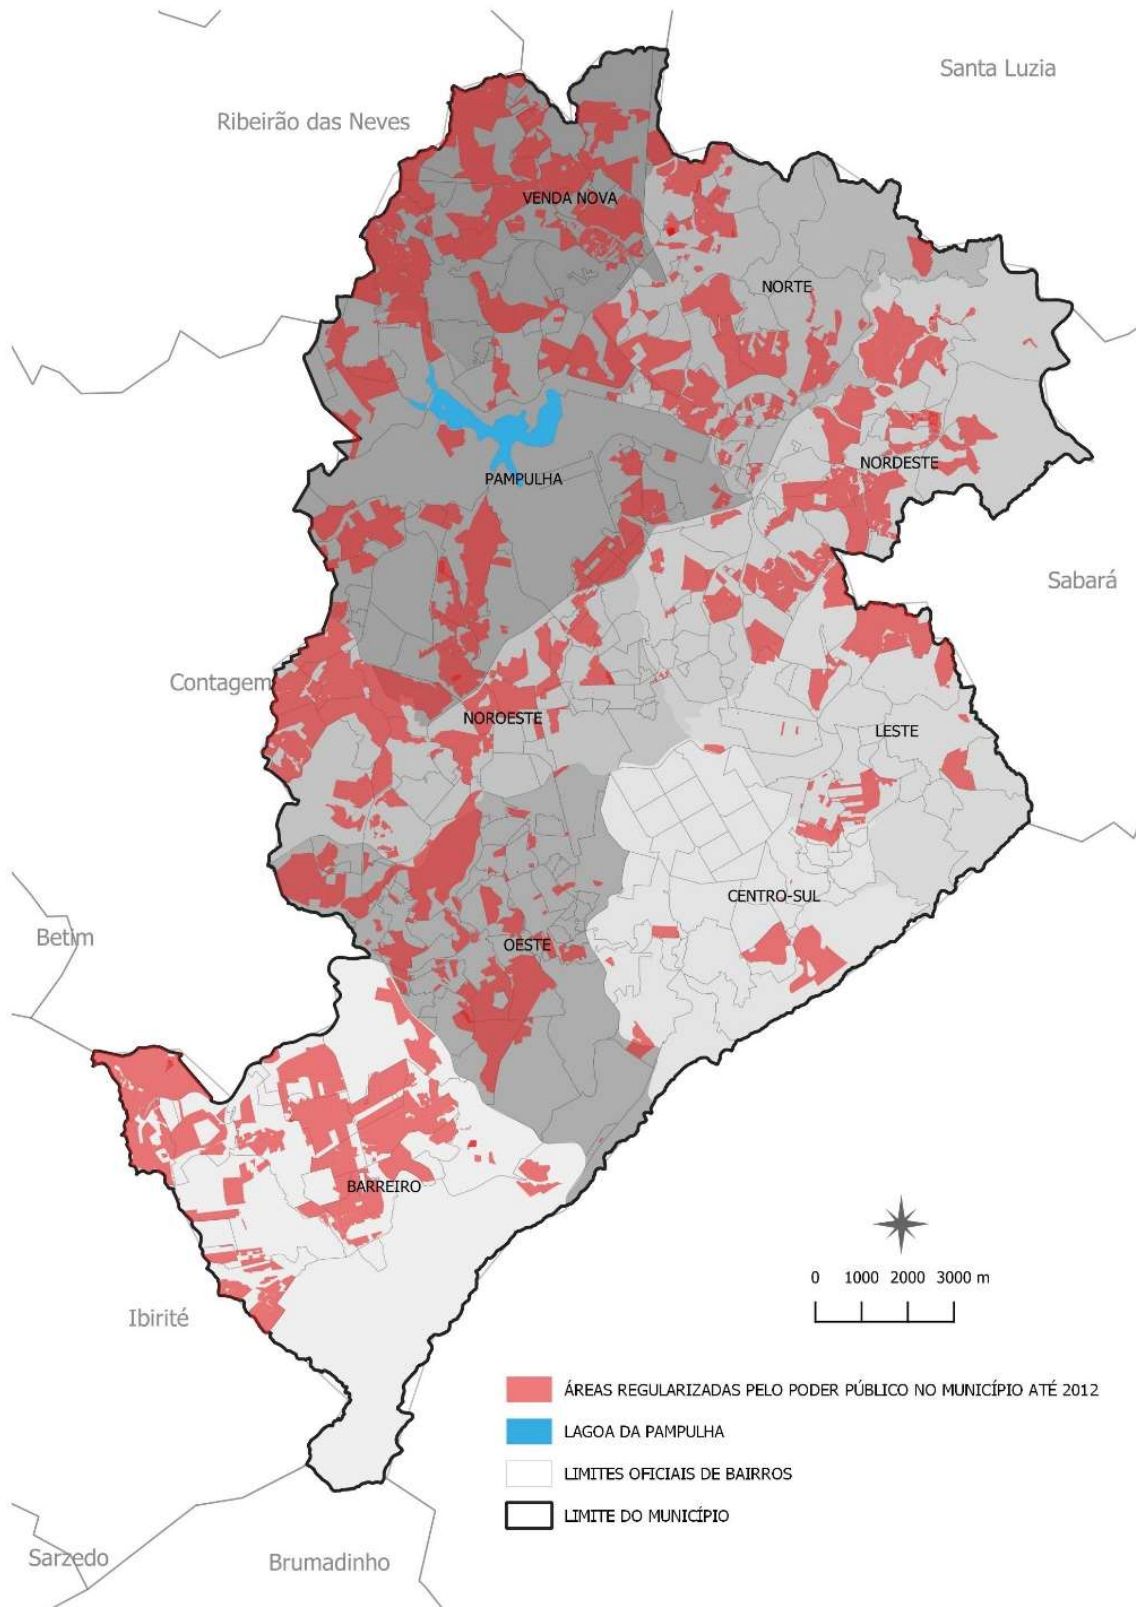 Santa Luzia
Ribeirão das Neves
VENDA NOVA
NORTE
NORDESTE
PAMPULHA
Sabará
Contagem
NOROESTE
LESTE
CENTRO-SUL
Betim
OESTE
BARREIRO
0 1000 2000 3000 m
Ibirité
ÁREAS REGULARIZADAS PELO PODER PÚBLICO NO MUNICÍPIO ATÉ 2012
LAGOA DA PAMPULHA
LIMITES OFICIAIS DE BAIRROS
LIMITE DO MUNICÍPIO
Sarzedo
Brumadinho